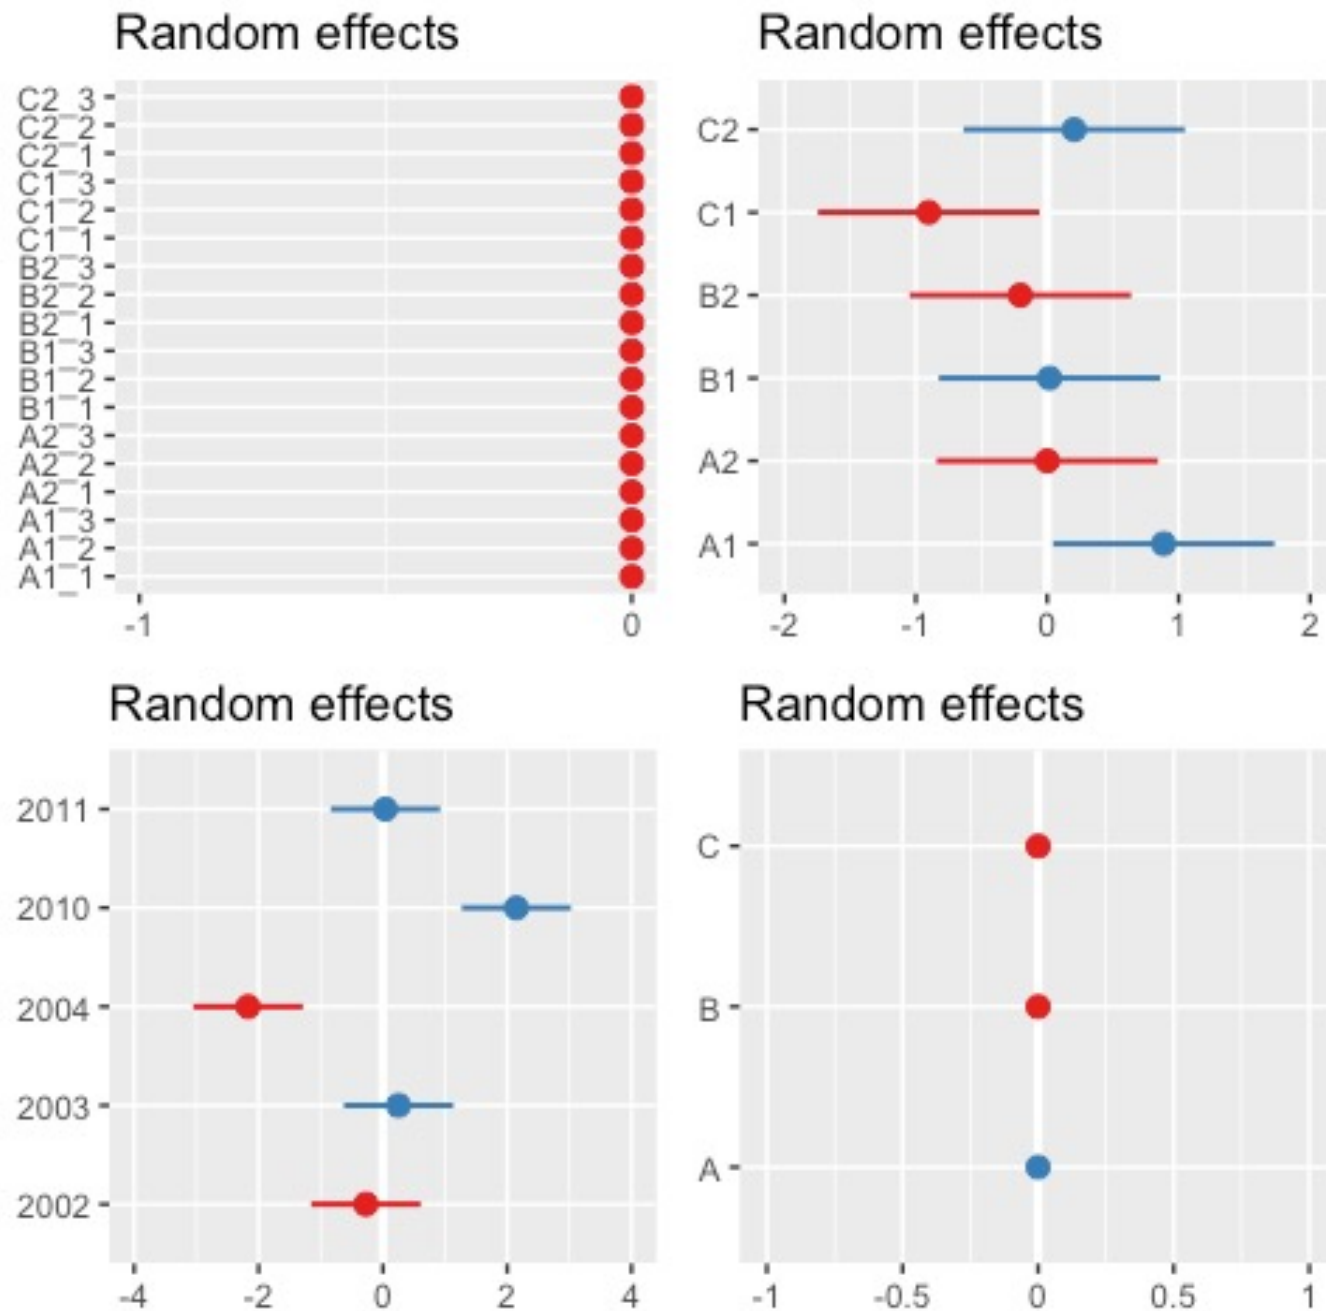 Random effects
C2_3
C2_2
C2_1
C1_3
C1_2
C1_1
B2_3
B2_2
B2_1
B1_3
B1_2
B1_1
A2_3
A2_2
A2_1
A1_3
A1_2
A1_1
-1 0
Random effects
C2
C1
B2
B1
A2
A1
-2 -1 0 1 2
Random effects
2011
2010
2004
2003
2002
-4 -2 0 2 4
Random effects
C
B
A
-1 -0.5 0 0.5 1